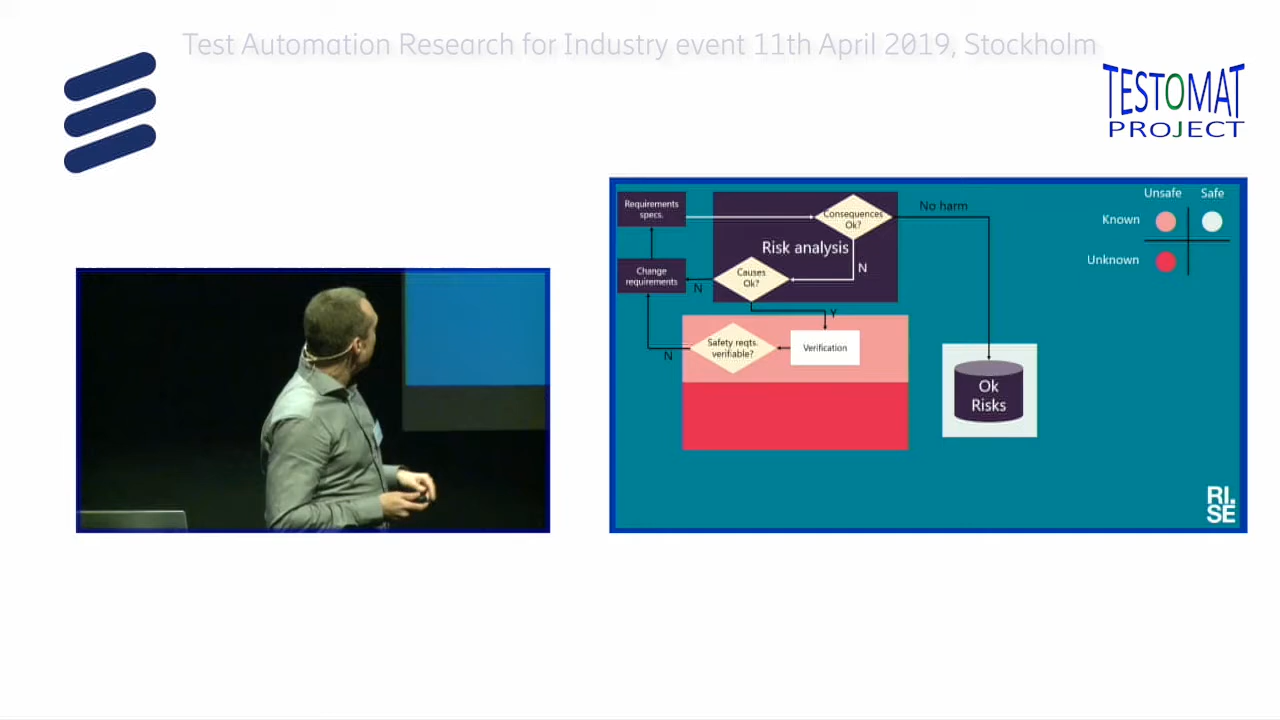 Test Automation Research for Industry event 11th April 2019, Stockholm
TESTOMAT
PROJECT
Requirements
specs.
Consequences
Ok?
No harm
Unsafe
Safe
Known
Unknown
Risk analysis
N
Change
requirements
N
Causes
Ok?
Y
Safety reqts.
verifiable?
Verification
N
Ok
Risks
RI.
SE